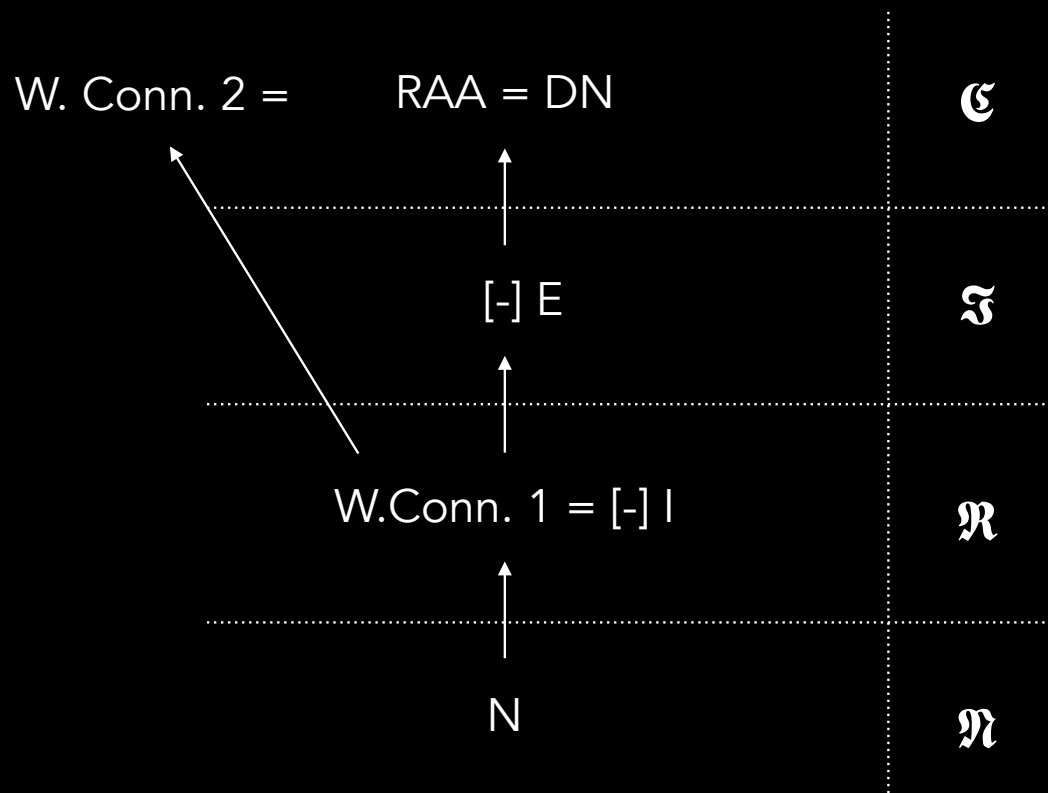 W. Conn. 2 = RAA = DN ℭ
[-] E ℑ
W.Conn. 1 = [-] I ℜ
N 𝔑